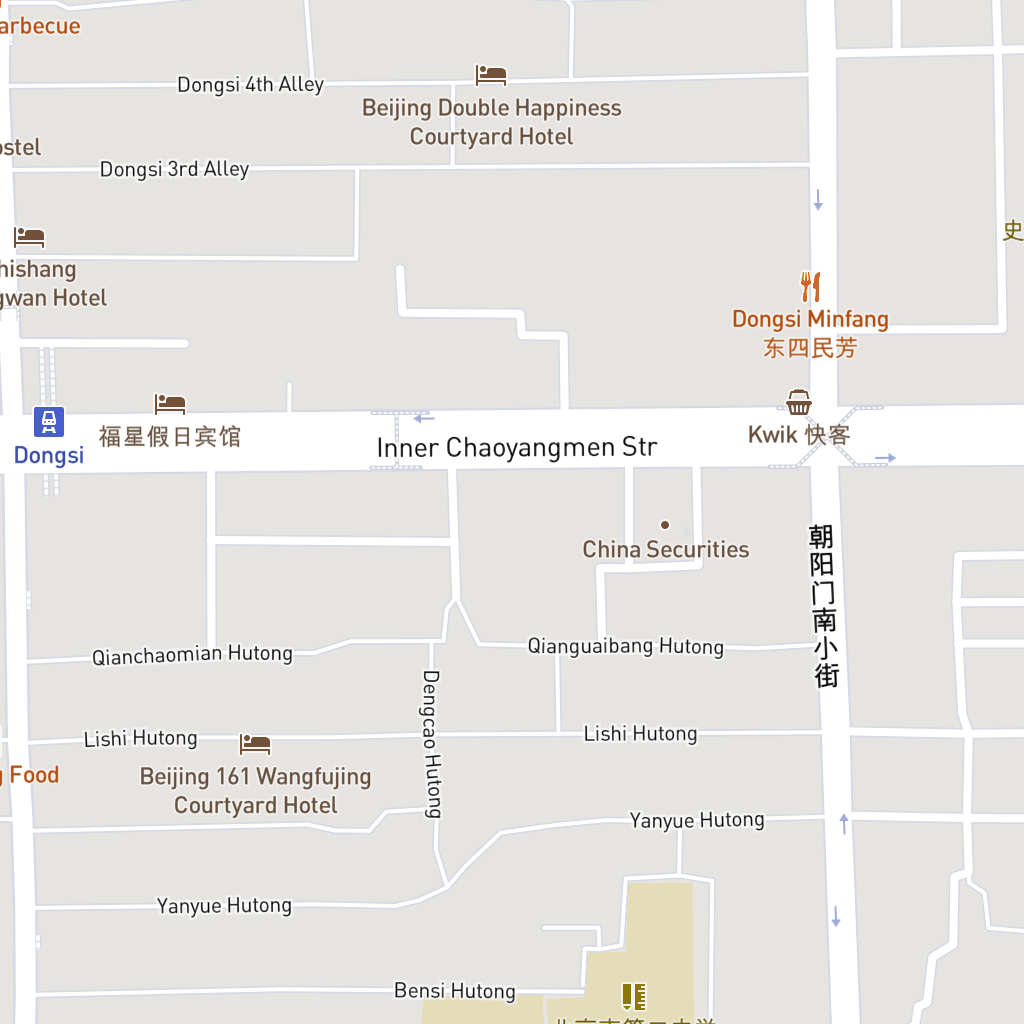 arbecue
Dongsi 4th Alley
Beijing Double Happiness
Courtyard Hotel
ostel
Dongsi 3rd Alley
史
hishang
gwan Hotel
Dongsi Minfang
东四民芳
福星假日宾馆
Dongsi
Inner Chaoyangmen Str
Kwik 快客
China Securities
朝阳门南小街
Qianchaomian Hutong
Qianguaibang Hutong
Dengcao Hutong
Lishi Hutong
Lishi Hutong
g Food
Beijing 161 Wangfujing
Courtyard Hotel
Yanyue Hutong
Yanyue Hutong
Bensi Hutong